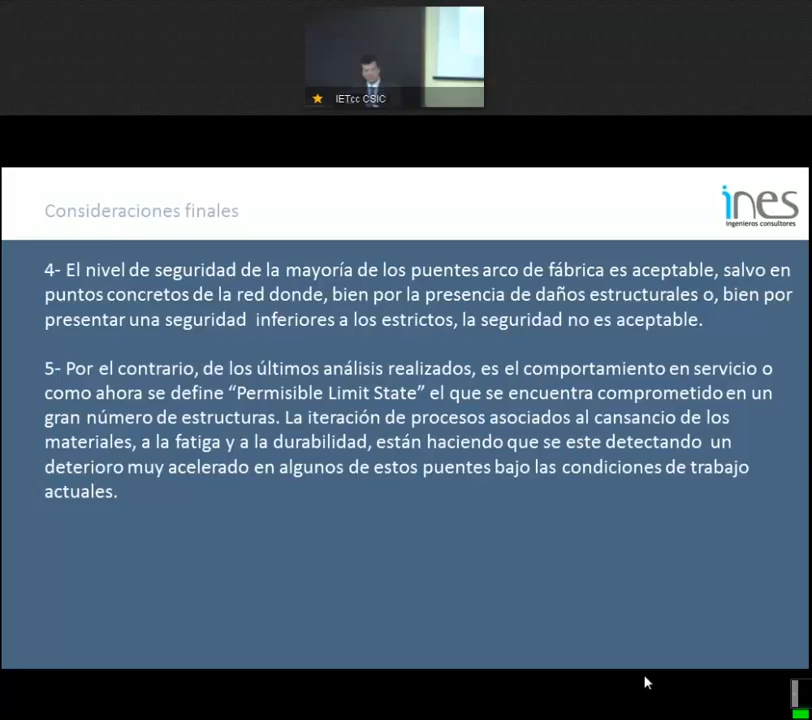 IETcc CSIC
Consideraciones finales
ines
ingenieros consultores
4- El nivel de seguridad de la mayoría de los puentes arco de fábrica es aceptable, salvo en
puntos concretos de la red donde, bien por la presencia de daños estructurales o, bien por
presentar una seguridad inferiores a los estrictos, la seguridad no es aceptable.
5- Por el contrario, de los últimos análisis realizados, es el comportamiento en servicio o
como ahora se define “Permisible Limit State” el que se encuentra comprometido en un
gran número de estructuras. La iteración de procesos asociados al cansancio de los
materiales, a la fatiga y a la durabilidad, están haciendo que se este detectando un
deterioro muy acelerado en algunos de estos puentes bajo las condiciones de trabajo
actuales.